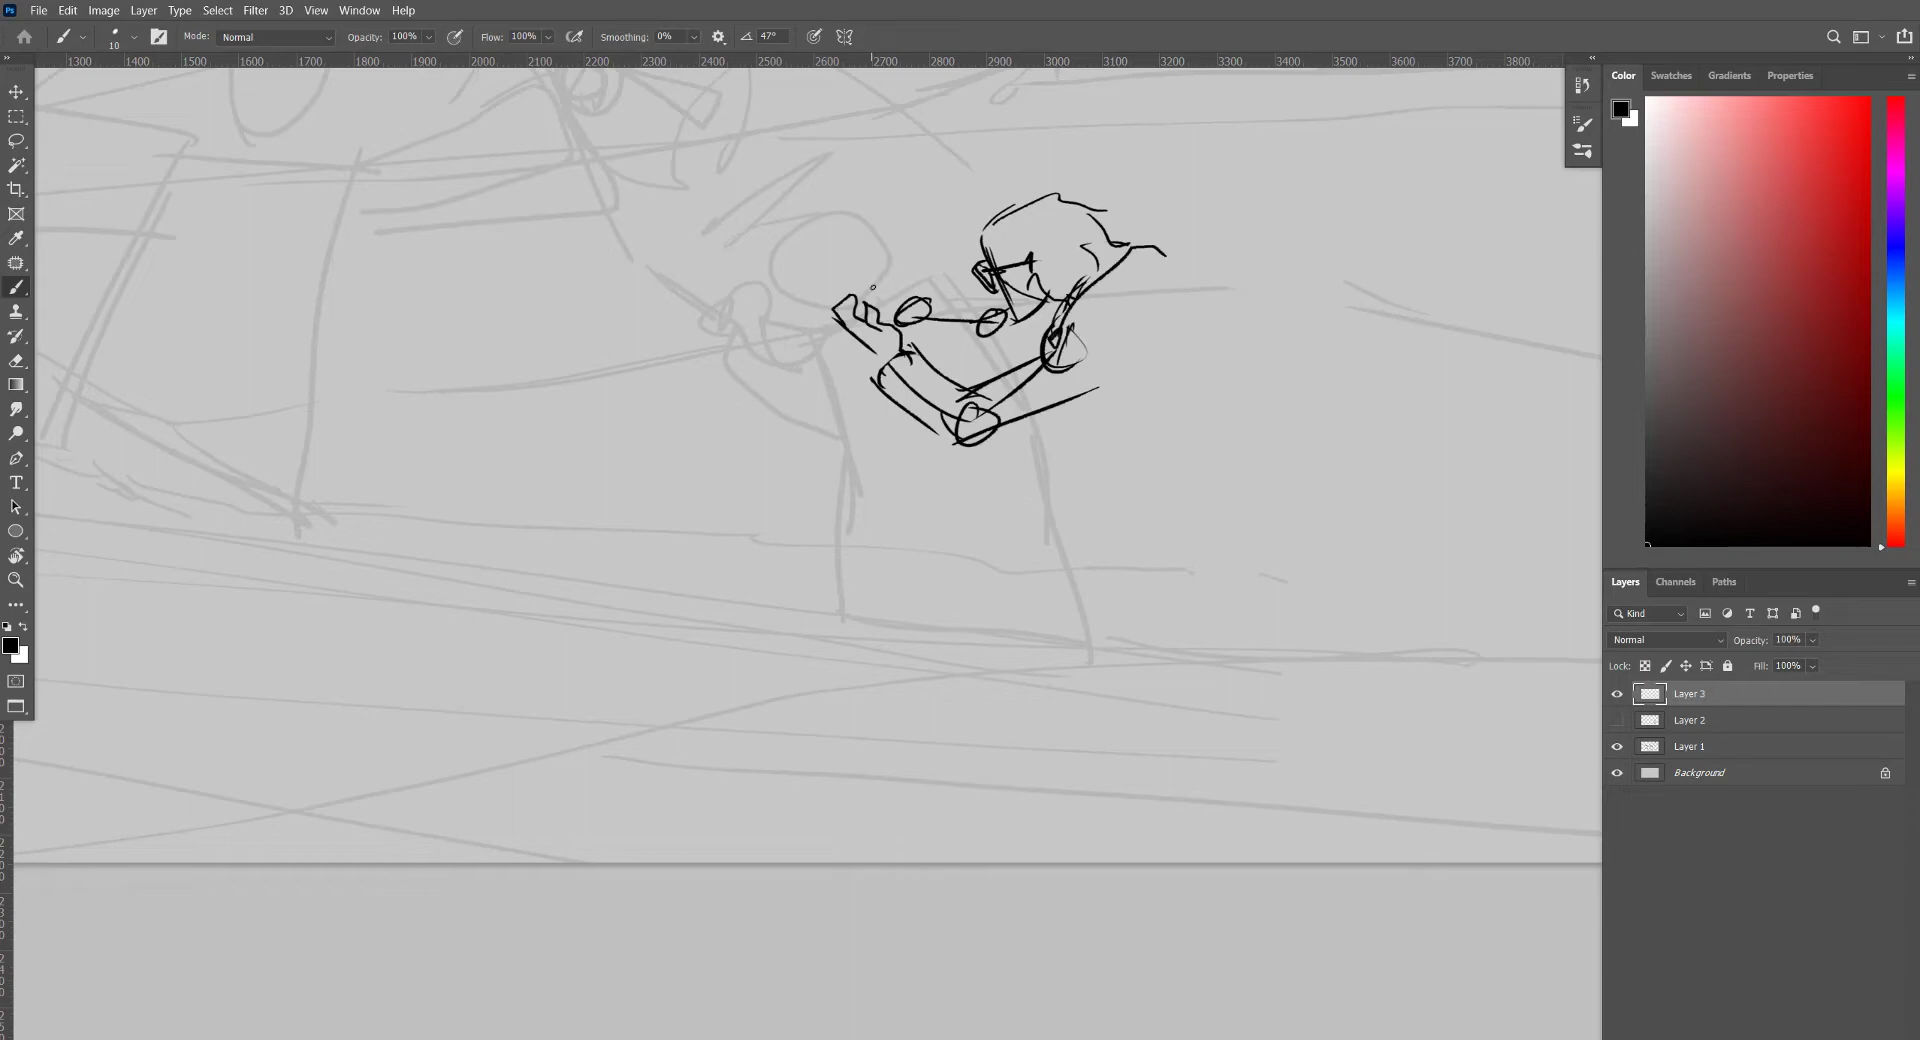 Ps File Edit Image Layer Type Select Filter 3D View Window Help
10 Mode: Normal Opacity: 100% Flow: 100% Smoothing: 0% 47°
1300 1400 1500 1600 1700 1800 1900 2000 2100 2200 2300 2400 2500 2600 2700 2800 2900 3000 3100 3200 3300 3400 3500 3600 3700 3800
Color Swatches Gradients Properties
Layers Channels Paths
Kind
Normal Opacity: 100%
Lock: Fill: 100%
Layer 3
Layer 2
Layer 1
Background